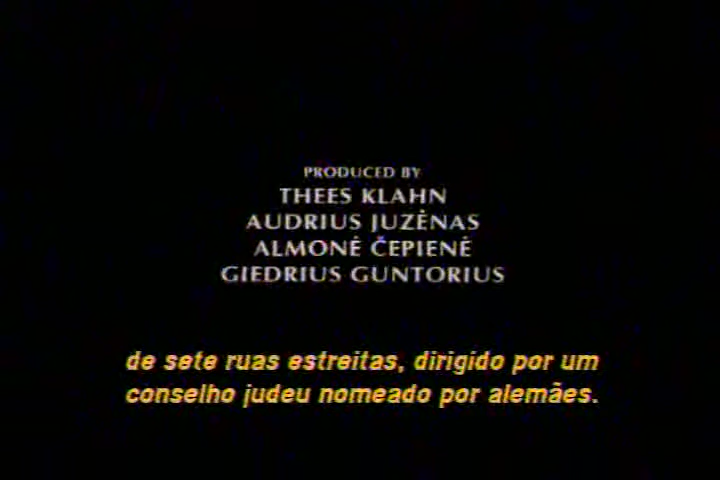 PRODUCED BY
THEES KLAHN
AUDRIUS JUZĖNAS
ALMONĖ ČEPIENĖ
GIEDRIUS GUNTORIUS
de sete ruas estreitas, dirigido por um
conselho judeu nomeado por alemães.